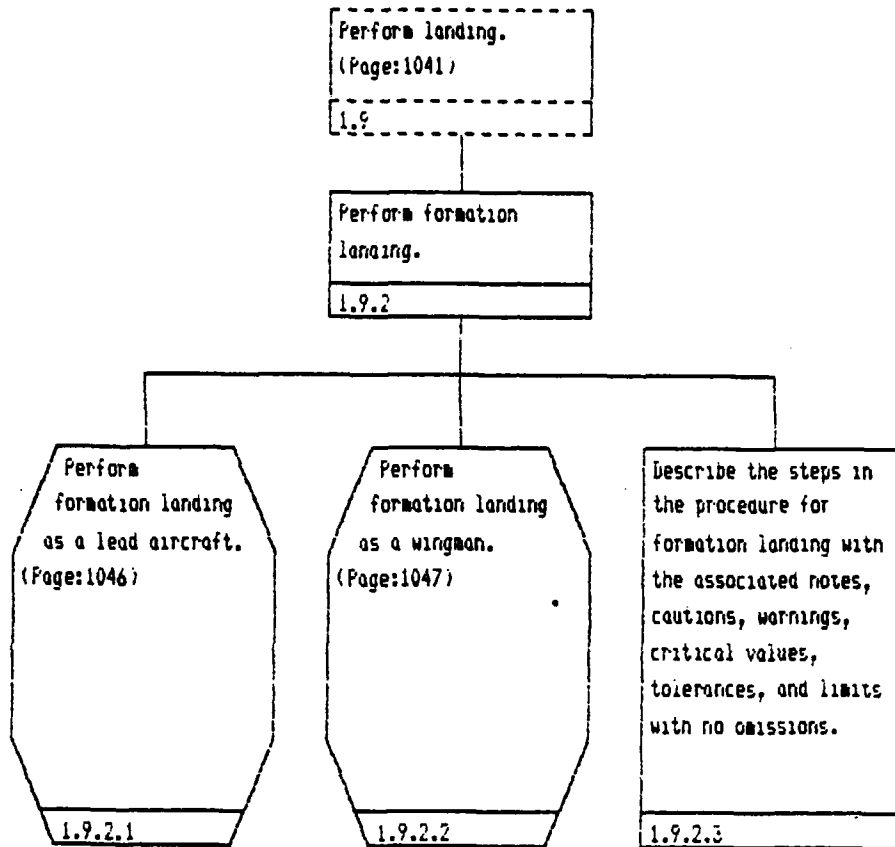 Perform landing.
(Page:1041)
1.9
Perform formation
landing.
1.9.2
Perform
formation landing
as a lead aircraft.
(Page:1046)
1.9.2.1
Perform
formation landing
as a wingman.
(Page:1047)
1.9.2.2
Describe the steps in
the procedure for
formation landing with
the associated notes,
cautions, warnings,
critical values,
tolerances, and limits
with no omissions.
1.9.2.3